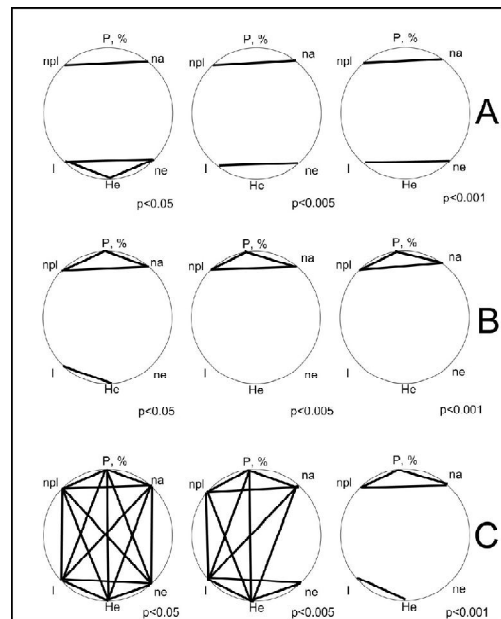 P, %
P, %
P, %
npl
na
npl
na
npl
na
A
I
ne
I
ne
I
ne
He
He
He
p<0.05
p<0.005
p<0.001
P, %
P, %
P, %
npl
na
npl
na
npl
na
B
I
ne
I
ne
I
ne
He
He
He
p<0.05
p<0.005
p<0.001
P, %
P, %
P, %
npl
na
npl
na
npl
na
C
I
ne
I
ne
I
ne
He
He
He
p<0.05
p<0.005
p<0.001